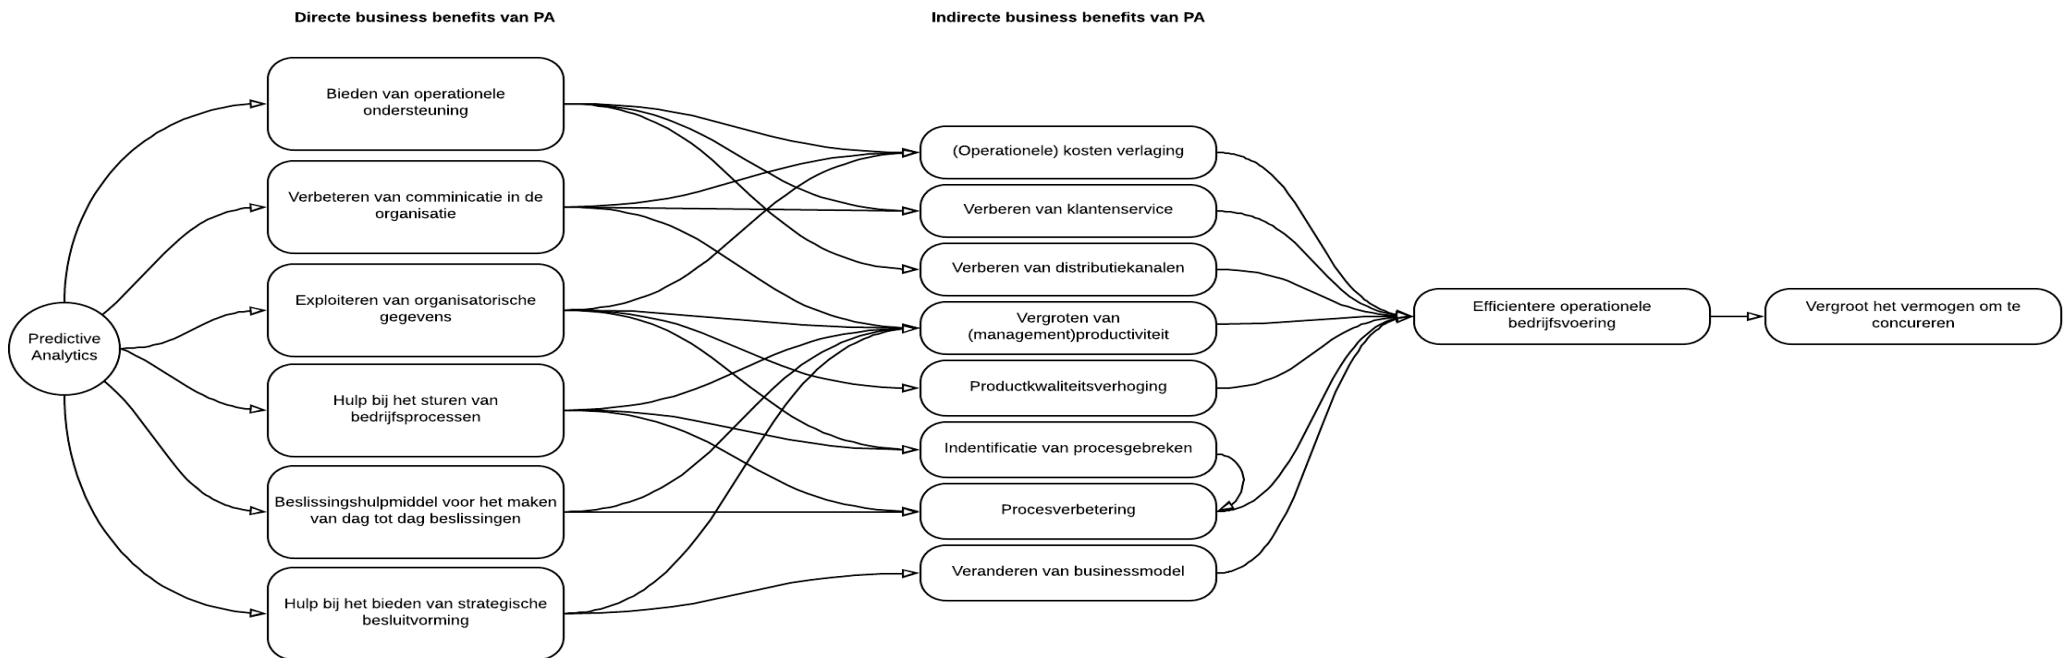 Directe business benefits van PA
Indirecte business benefits van PA
Predictive
Analytics
Bieden van operationele
ondersteuning
Verbeteren van comminicatie in de
organisatie
Exploiteren van organisatorische
gegevens
Hulp bij het sturen van
bedrijfsprocessen
Beslissingshulpmiddel voor het maken
van dag tot dag beslissingen
Hulp bij het bieden van strategische
besluitvorming
(Operationele) kosten verlaging
Verberen van klantenservice
Verberen van distributiekanalen
Vergroten van
(management)productiviteit
Productkwaliteitsverhoging
Indentificatie van procesgebreken
Procesverbetering
Veranderen van businessmodel
Efficientere operationele
bedrijfsvoering
Vergroot het vermogen om te
concureren